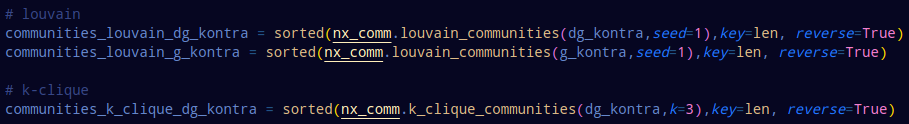 # louvain
communities_louvain_dg_kontra = sorted(nx_comm.louvain_communities(dg_kontra,seed=1),key=len, reverse=True)
communities_louvain_g_kontra = sorted(nx_comm.louvain_communities(g_kontra,seed=1),key=len, reverse=True)
# k-clique
communities_k_clique_dg_kontra = sorted(nx_comm.k_clique_communities(dg_kontra,k=3),key=len, reverse=True)